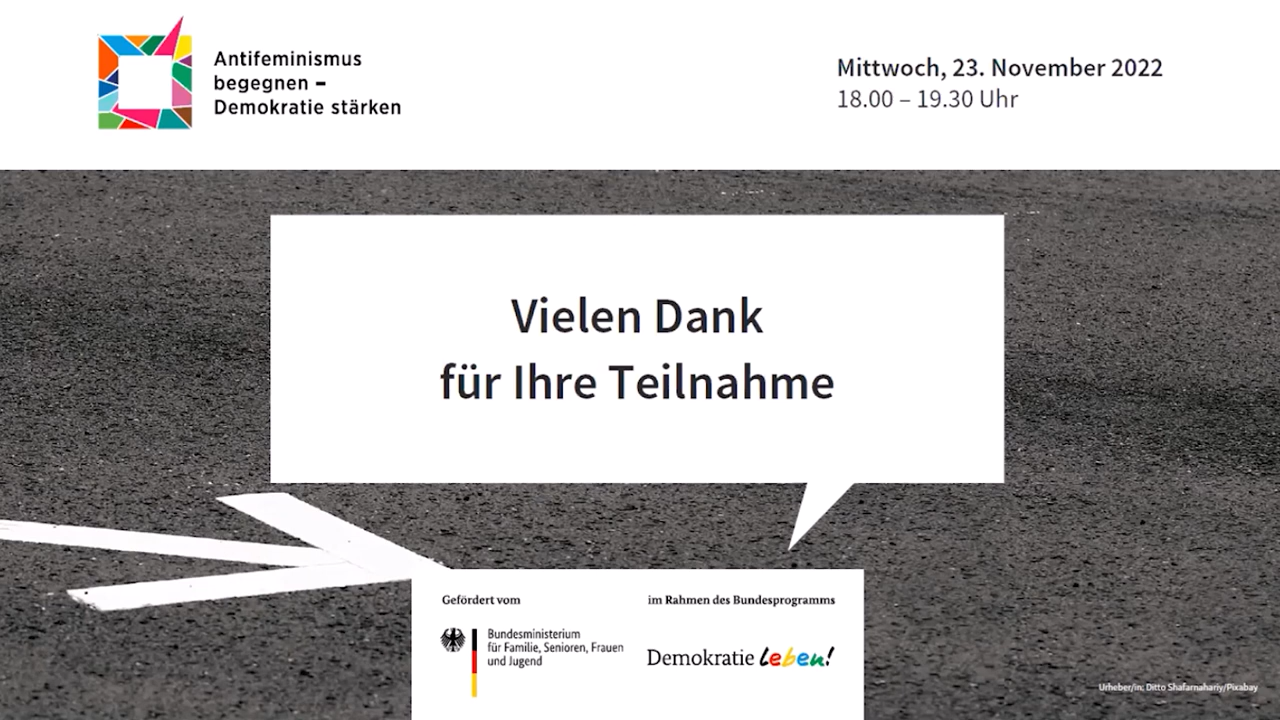 Antifeminismus
begegnen –
Demokratie stärken
Mittwoch, 23. November 2022
18.00 – 19.30 Uhr
Vielen Dank
für Ihre Teilnahme
Gefördert vom
Bundesministerium
für Familie, Senioren, Frauen
und Jugend
im Rahmen des Bundesprogramms
Demokratie leben!
Urheber/in: Ditto Shafarnahariy/Pixabay